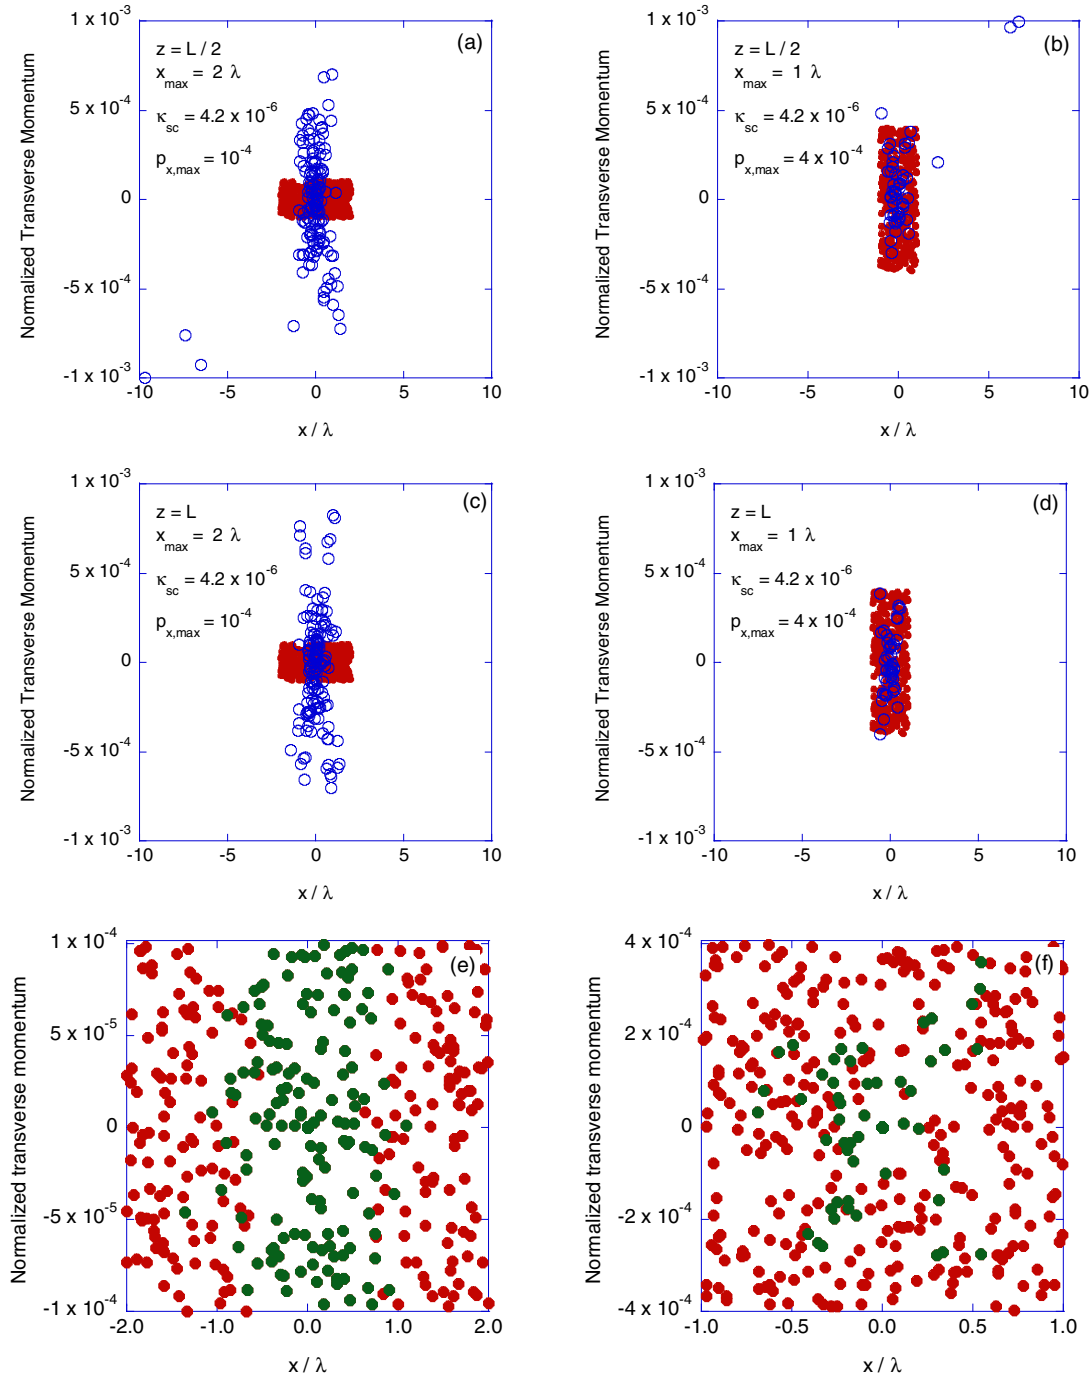 (a)
z = L / 2
x_max = 2 λ
κ_sc = 4.2 x 10^-6
p_x,max = 10^-4
Normalized Transverse Momentum
1 x 10^-3
5 x 10^-4
0
-5 x 10^-4
-1 x 10^-3
-10 -5 0 5 10
x / λ
(b)
z = L / 2
x_max = 1 λ
κ_sc = 4.2 x 10^-6
p_x,max = 4 x 10^-4
Normalized Transverse Momentum
1 x 10^-3
5 x 10^-4
0
-5 x 10^-4
-1 x 10^-3
-10 -5 0 5 10
x / λ
(c)
z = L
x_max = 2 λ
κ_sc = 4.2 x 10^-6
p_x,max = 10^-4
Normalized Transverse Momentum
1 x 10^-3
5 x 10^-4
0
-5 x 10^-4
-1 x 10^-3
-10 -5 0 5 10
x / λ
(d)
z = L
x_max = 1 λ
κ_sc = 4.2 x 10^-6
p_x,max = 4 x 10^-4
Normalized Transverse Momentum
1 x 10^-3
5 x 10^-4
0
-5 x 10^-4
-1 x 10^-3
-10 -5 0 5 10
x / λ
(e)
Normalized transverse momentum
1 x 10^-4
5 x 10^-5
0
-5 x 10^-5
-1 x 10^-4
-2.0 -1.0 0.0 1.0 2.0
x / λ
(f)
Normalized transverse momentum
4 x 10^-4
2 x 10^-4
0
-2 x 10^-4
-4 x 10^-4
-1.0 -0.5 0.0 0.5 1.0
x / λ